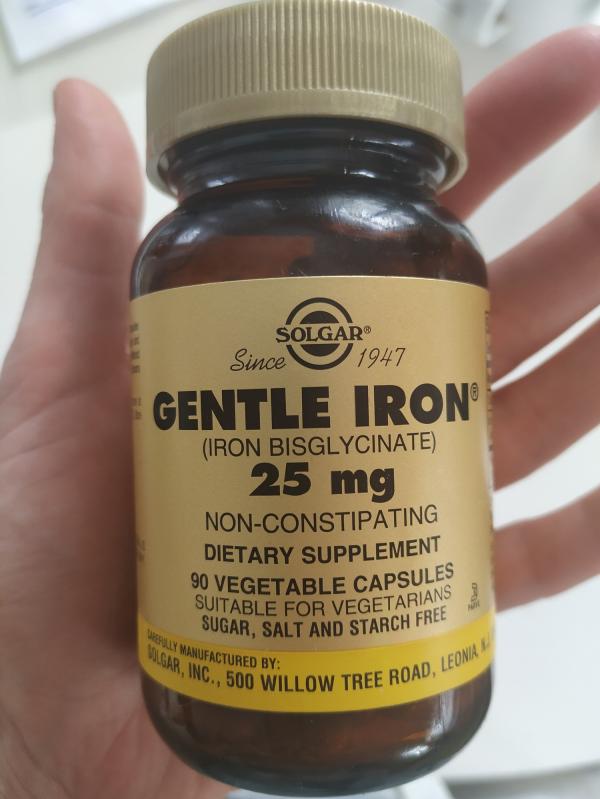 SOLGAR®
Since 1947
GENTLE IRON®
(IRON BISGLYCINATE)
25 mg
NON-CONSTIPATING
DIETARY SUPPLEMENT
90 VEGETABLE CAPSULES
SUITABLE FOR VEGETARIANS
SUGAR, SALT AND STARCH FREE
CAREFULLY MANUFACTURED BY:
SOLGAR, INC., 500 WILLOW TREE ROAD, LEONIA, N.J.